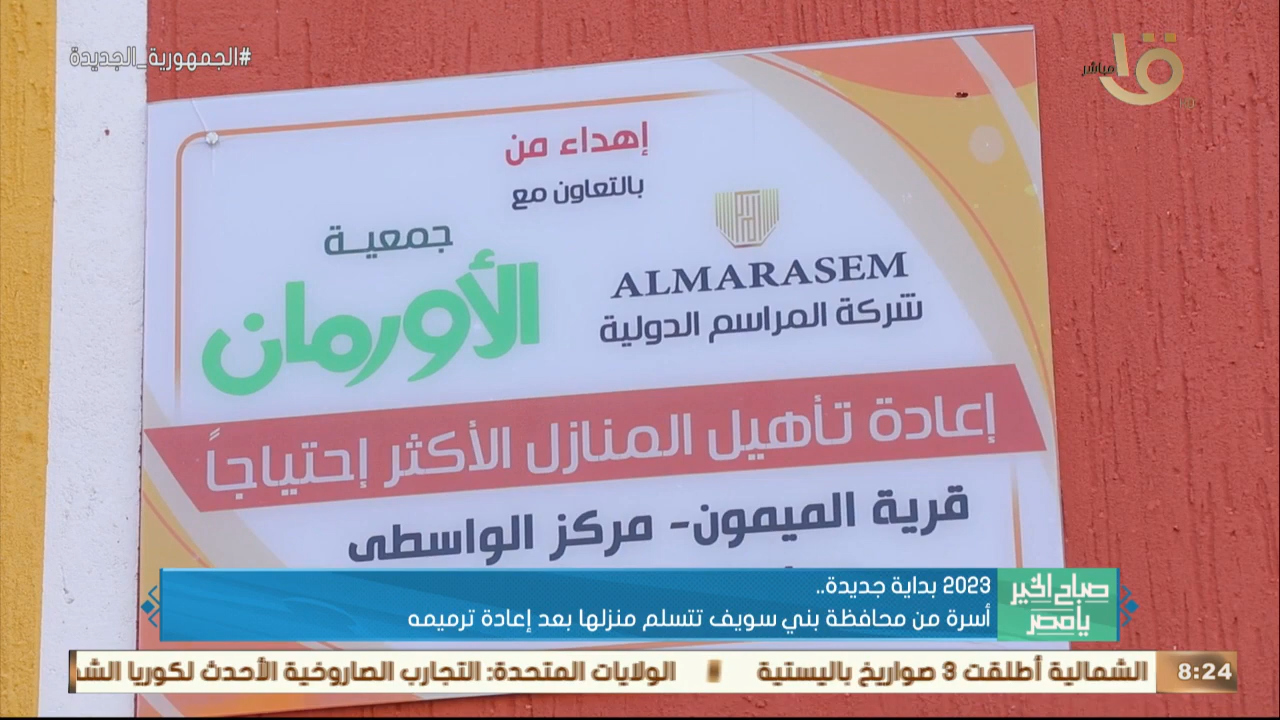 #الجمهورية_الجديدة
مباشر
إهداء من
بالتعاون مع
ALMARASEM
شركة المراسم الدولية
جمعية
الأورمان
إعادة تأهيل المنازل الأكثر إحتياجاً
قرية الميمون- مركز الواسطى
صباح الخير
يا مصر
2023 بداية جديدة..
أسرة من محافظة بني سويف تتسلم منزلها بعد إعادة ترميمه
8:24
الشمالية أطلقت 3 صواريخ باليستية
الولايات المتحدة: التجارب الصاروخية الأحدث لكوريا